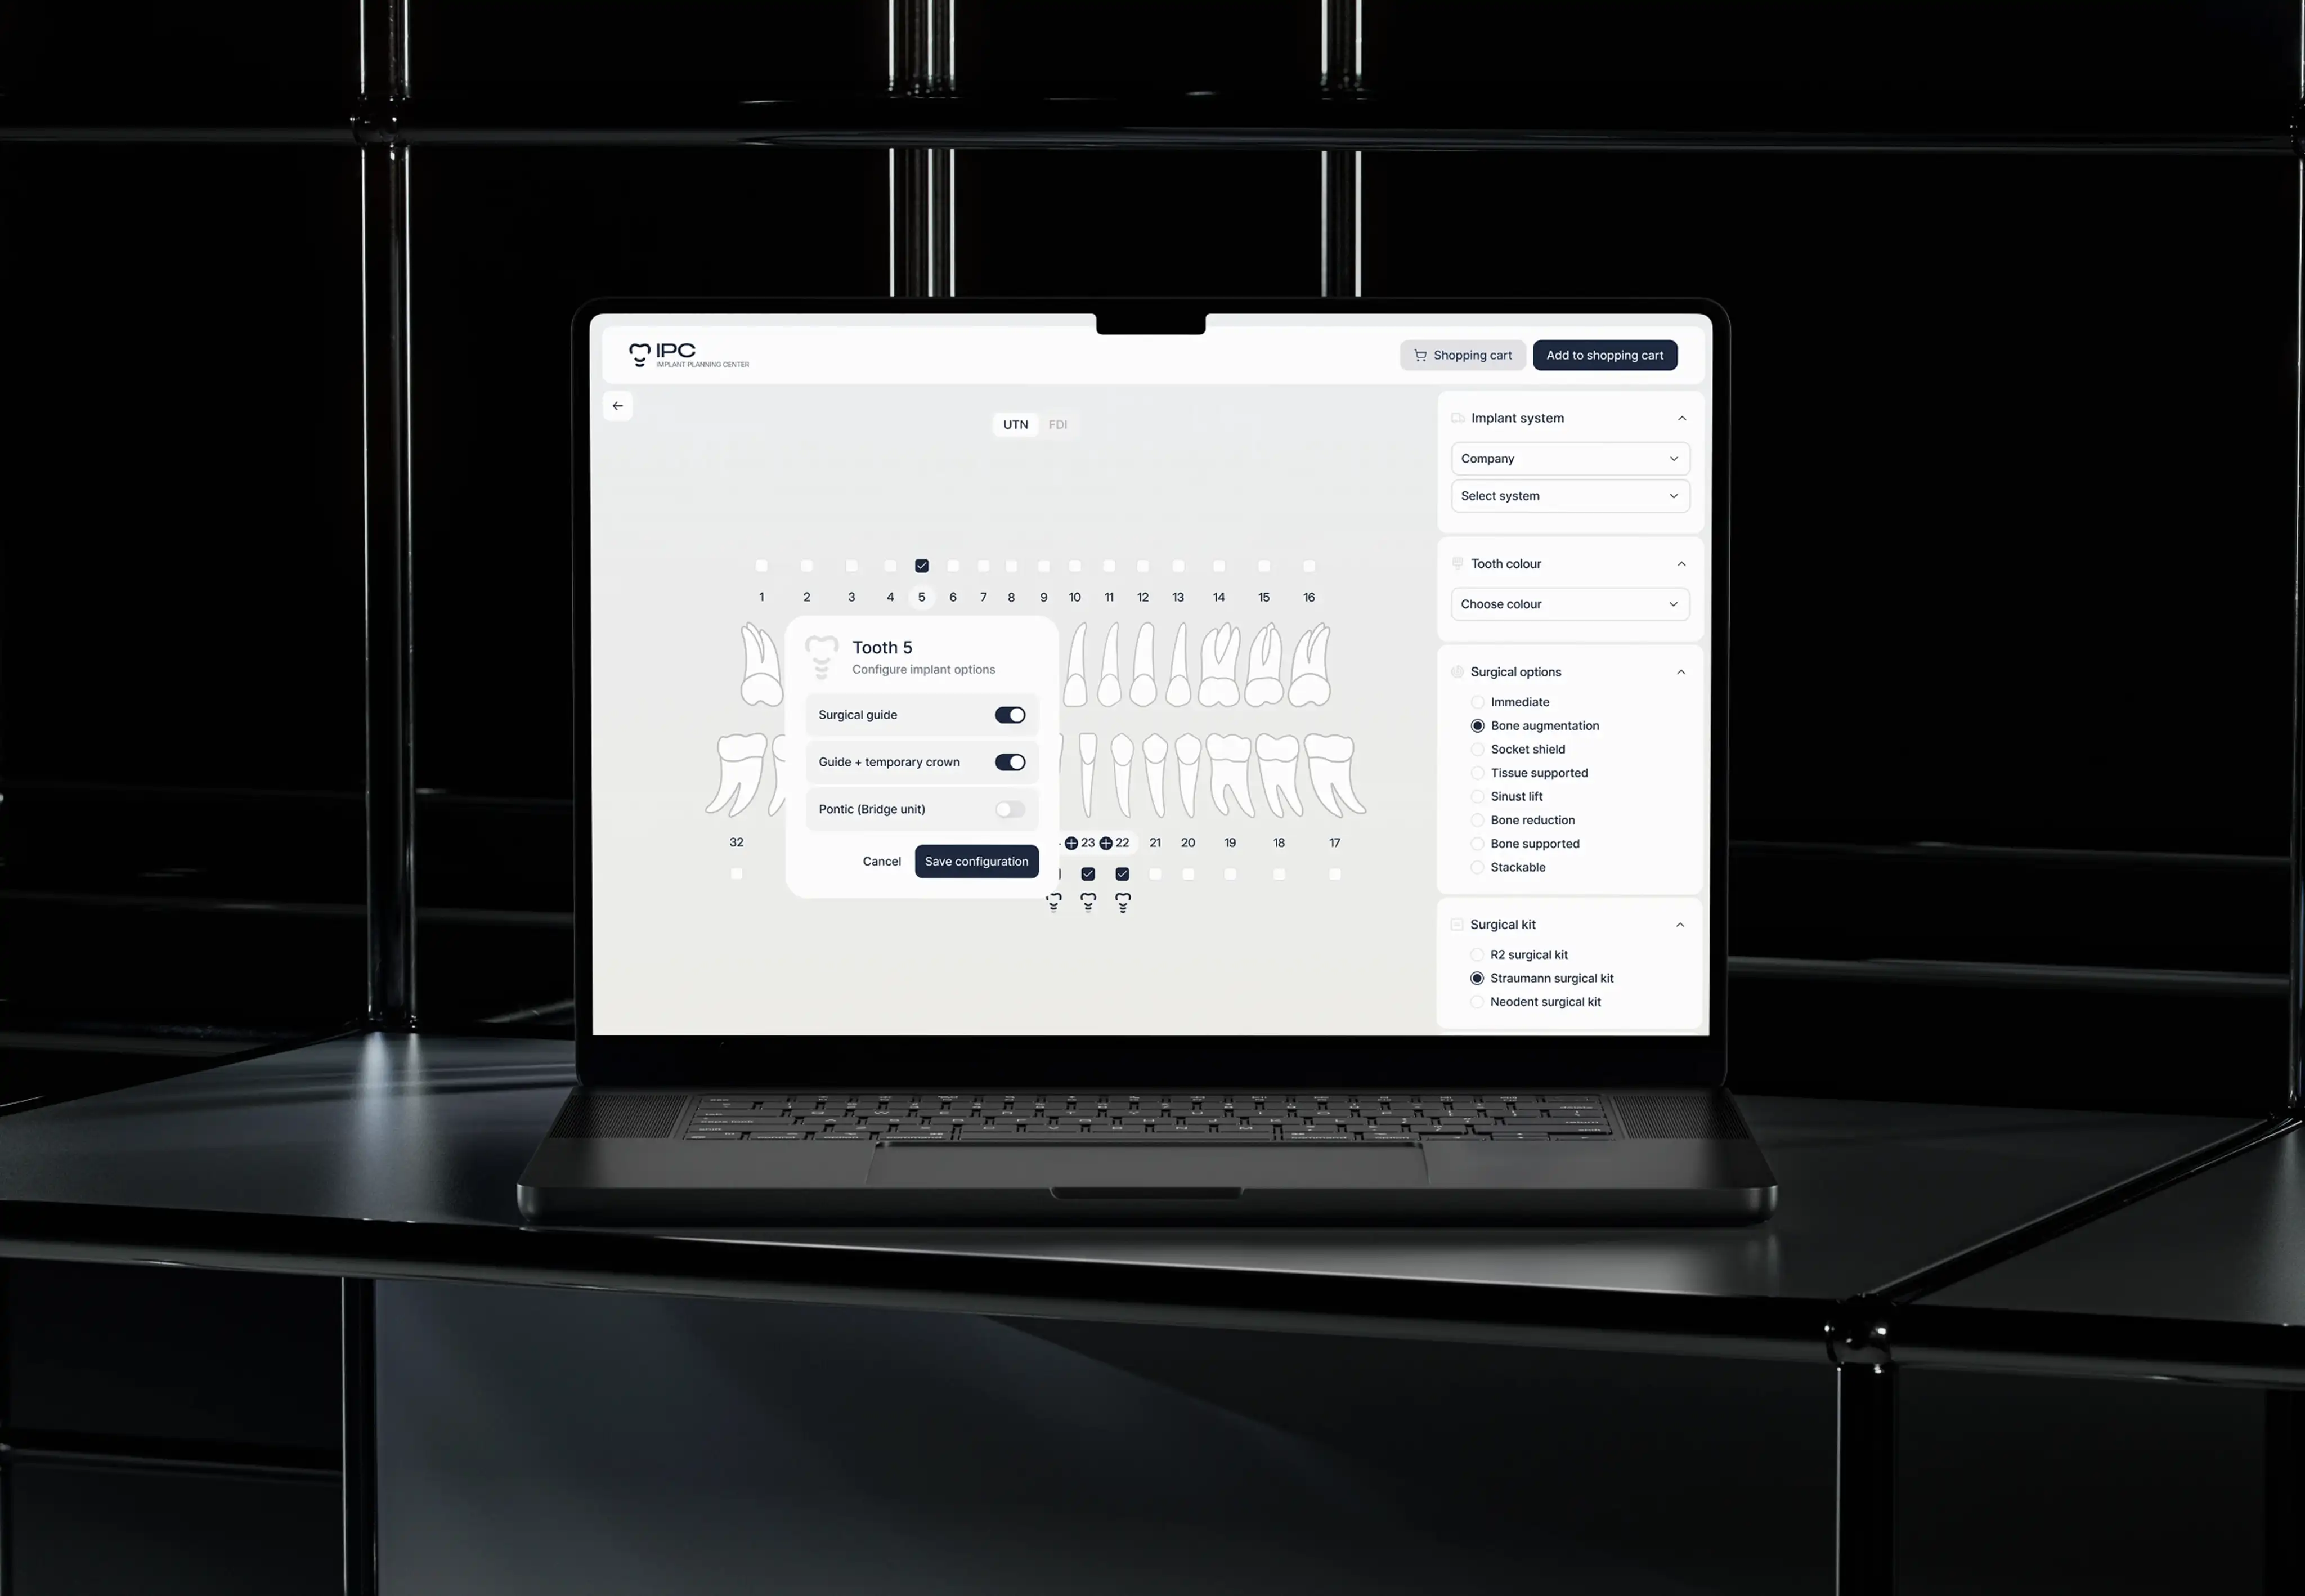 IPC
IMPLANT PLANNING CENTER
Shopping cart
Add to shopping cart
UTN FDI
1 2 3 4 5 6 7 8 9 10 11 12 13 14 15 16
Tooth 5
Configure implant options
Surgical guide
Guide + temporary crown
Pontic (Bridge unit)
Cancel
Save configuration
32 23 22 21 20 19 18 17
Implant system
Company
Select system
Tooth colour
Choose colour
Surgical options
Immediate
Bone augmentation
Socket shield
Tissue supported
Sinust lift
Bone reduction
Bone supported
Stackable
Surgical kit
R2 surgical kit
Straumann surgical kit
Neodent surgical kit